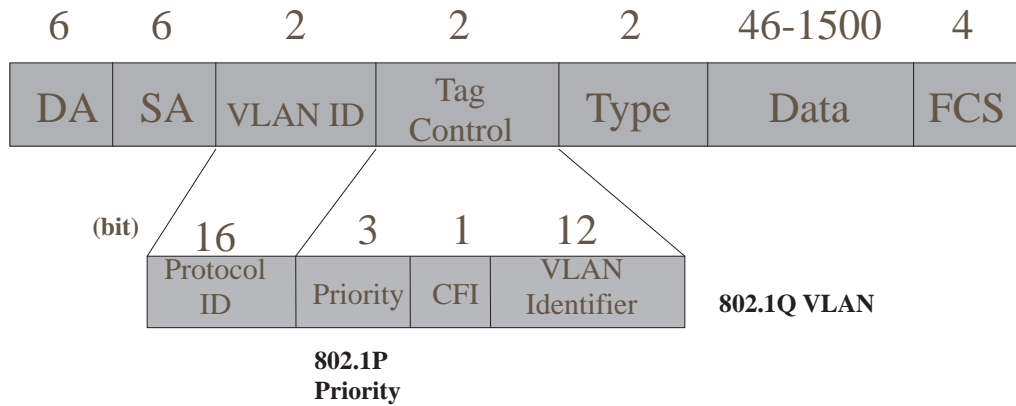 6 6 2 2 2 46-1500 4
DA SA VLAN ID Tag Control Type Data FCS
(bit) 16 3 1 12
Protocol ID Priority CFI VLAN Identifier
802.1Q VLAN
802.1P
Priority